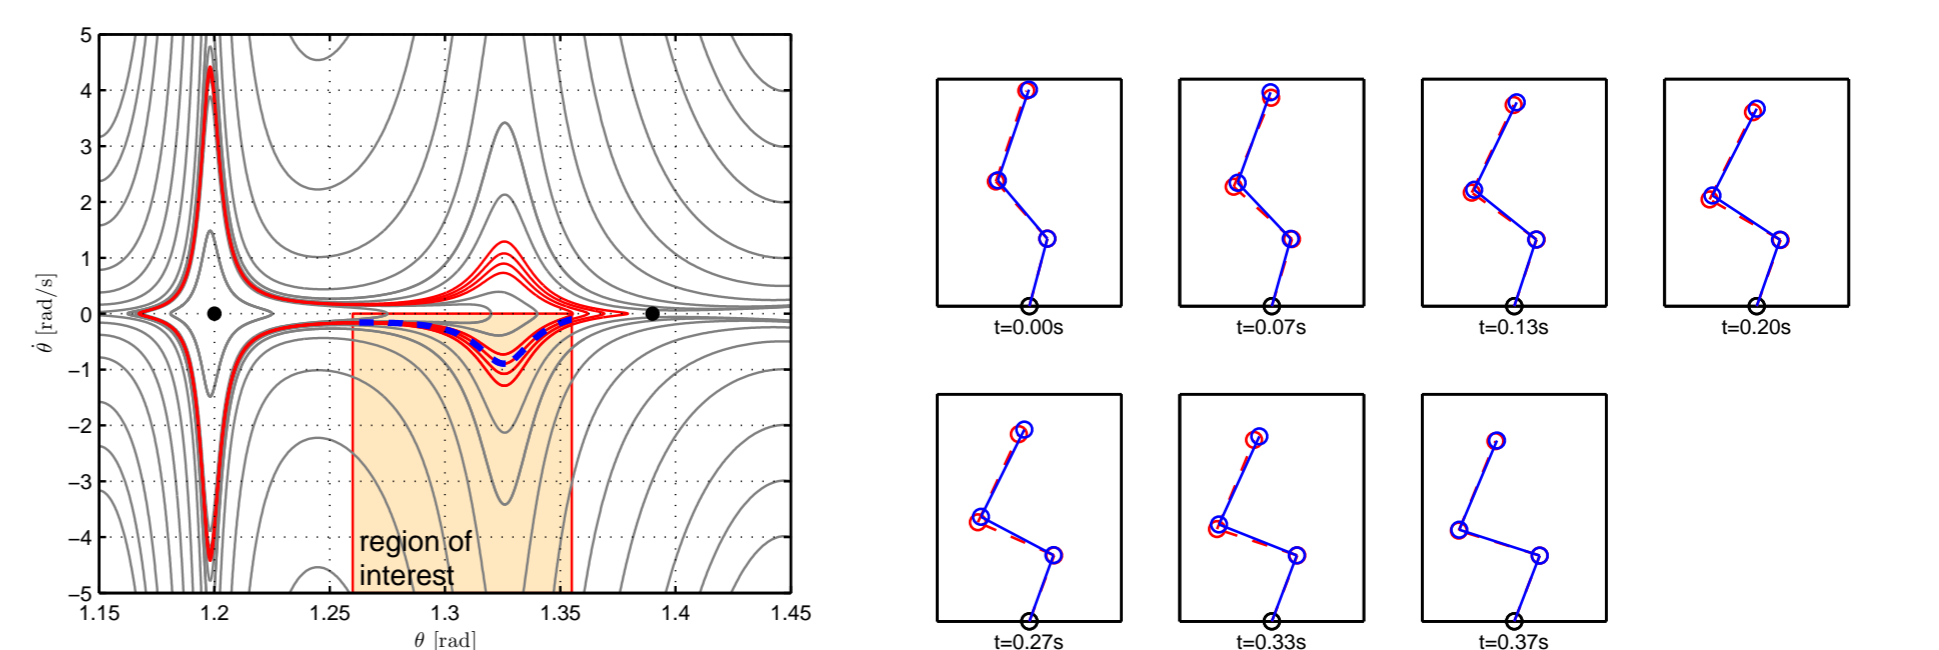 5
4
3
2
1
0
−1
−2
−3
−4
−5
θ̇ [rad/s]
region of
interest
1.15 1.2 1.25 1.3 1.35 1.4 1.45
θ [rad]
t=0.00s t=0.07s t=0.13s t=0.20s
t=0.27s t=0.33s t=0.37s